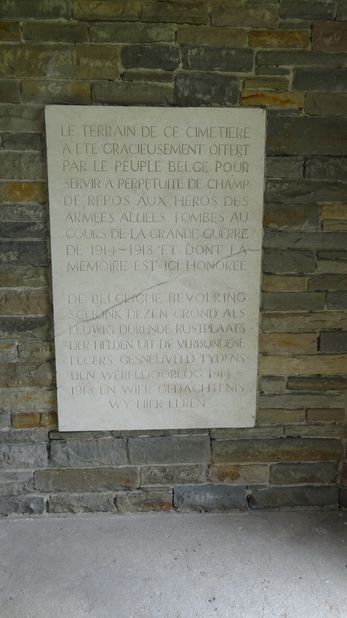 LE TERRAIN DE CE CIMETIERE
A ETE GRACIEUSEMENT OFFERT
PAR LE PEUPLE BELGE POUR
SERVIR A PERPETUITE DE CHAMP
DE REPOS AUX HEROS DES
ARMEES ALLIEES TOMBES AU
COURS DE LA GRANDE GUERRE
DE 1914-1918 ET DONT LA
MEMOIRE EST ICI HONOREE
DE BELGISCHE BEVOLKING
SCHONK DEZEN GROND ALS
EEUWIG DURENDE RUSTPLAATS
DER HELDEN UIT DE VERBONDENE
LEGERS GESNEUVELD TYDENS
DEN WERELDOORLOG 1914-
1918 EN WIER GEDACHTENIS
WY HIER EEREN